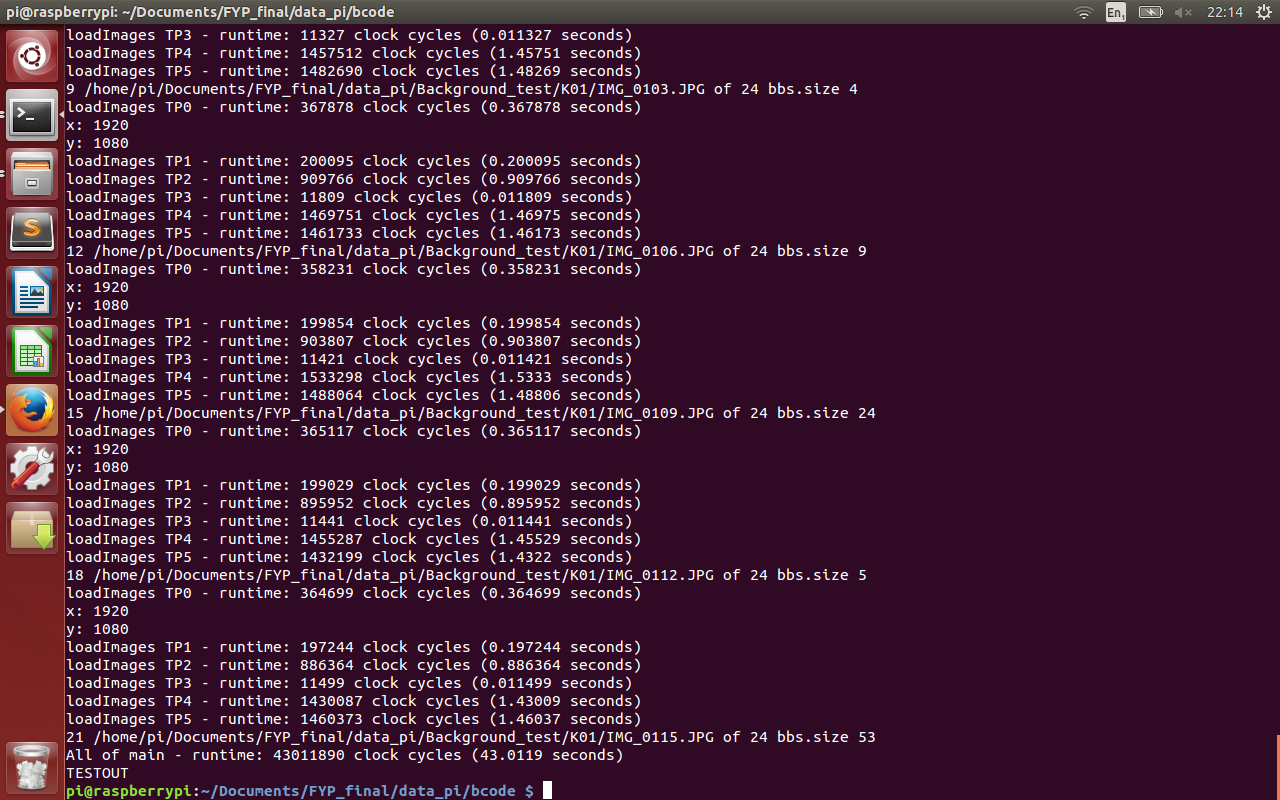 pi@raspberrypi: ~/Documents/FYP_final/data_pi/bcode En1 22:14
loadImages TP3 - runtime: 11327 clock cycles (0.011327 seconds)
loadImages TP4 - runtime: 1457512 clock cycles (1.45751 seconds)
loadImages TP5 - runtime: 1482690 clock cycles (1.48269 seconds)
9 /home/pi/Documents/FYP_final/data_pi/Background_test/K01/IMG_0103.JPG of 24 bbs.size 4
loadImages TP0 - runtime: 367878 clock cycles (0.367878 seconds)
x: 1920
y: 1080
loadImages TP1 - runtime: 200095 clock cycles (0.200095 seconds)
loadImages TP2 - runtime: 909766 clock cycles (0.909766 seconds)
loadImages TP3 - runtime: 11809 clock cycles (0.011809 seconds)
loadImages TP4 - runtime: 1469751 clock cycles (1.46975 seconds)
loadImages TP5 - runtime: 1461733 clock cycles (1.46173 seconds)
12 /home/pi/Documents/FYP_final/data_pi/Background_test/K01/IMG_0106.JPG of 24 bbs.size 9
loadImages TP0 - runtime: 358231 clock cycles (0.358231 seconds)
x: 1920
y: 1080
loadImages TP1 - runtime: 199854 clock cycles (0.199854 seconds)
loadImages TP2 - runtime: 903807 clock cycles (0.903807 seconds)
loadImages TP3 - runtime: 11421 clock cycles (0.011421 seconds)
loadImages TP4 - runtime: 1533298 clock cycles (1.5333 seconds)
loadImages TP5 - runtime: 1488064 clock cycles (1.48806 seconds)
15 /home/pi/Documents/FYP_final/data_pi/Background_test/K01/IMG_0109.JPG of 24 bbs.size 24
loadImages TP0 - runtime: 365117 clock cycles (0.365117 seconds)
x: 1920
y: 1080
loadImages TP1 - runtime: 199029 clock cycles (0.199029 seconds)
loadImages TP2 - runtime: 895952 clock cycles (0.895952 seconds)
loadImages TP3 - runtime: 11441 clock cycles (0.011441 seconds)
loadImages TP4 - runtime: 1455287 clock cycles (1.45529 seconds)
loadImages TP5 - runtime: 1432199 clock cycles (1.4322 seconds)
18 /home/pi/Documents/FYP_final/data_pi/Background_test/K01/IMG_0112.JPG of 24 bbs.size 5
loadImages TP0 - runtime: 364699 clock cycles (0.364699 seconds)
x: 1920
y: 1080
loadImages TP1 - runtime: 197244 clock cycles (0.197244 seconds)
loadImages TP2 - runtime: 886364 clock cycles (0.886364 seconds)
loadImages TP3 - runtime: 11499 clock cycles (0.011499 seconds)
loadImages TP4 - runtime: 1430087 clock cycles (1.43009 seconds)
loadImages TP5 - runtime: 1460373 clock cycles (1.46037 seconds)
21 /home/pi/Documents/FYP_final/data_pi/Background_test/K01/IMG_0115.JPG of 24 bbs.size 53
All of main - runtime: 43011890 clock cycles (43.0119 seconds)
TESTOUT
pi@raspberrypi:~/Documents/FYP_final/data_pi/bcode $